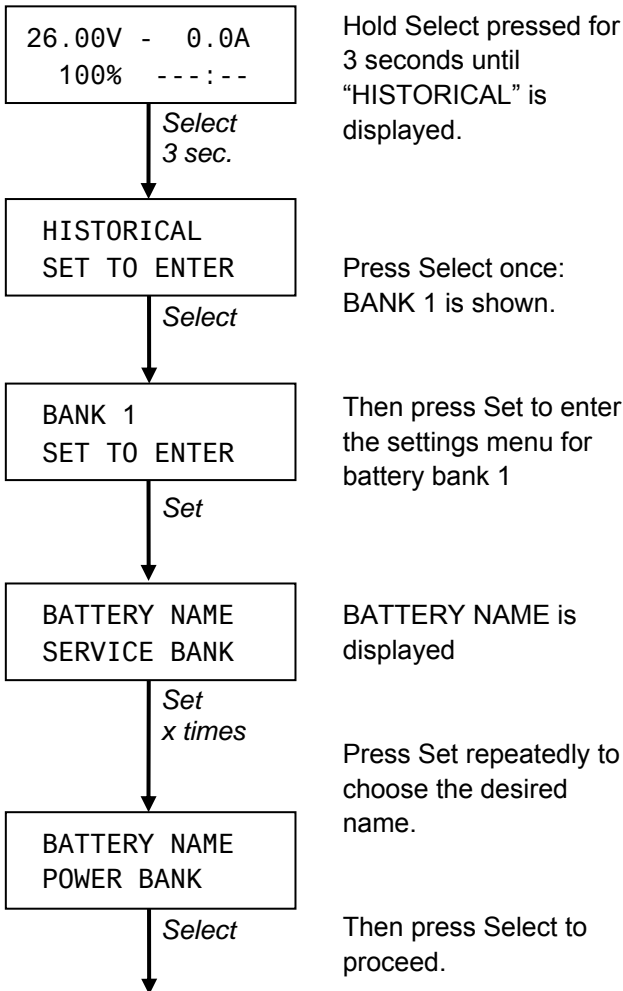 26.00V - 0.0A
100% ---:--
Hold Select pressed for
3 seconds until
“HISTORICAL” is
displayed.
Select
3 sec.
HISTORICAL
SET TO ENTER
Press Select once:
BANK 1 is shown.
Select
BANK 1
SET TO ENTER
Then press Set to enter
the settings menu for
battery bank 1
Set
BATTERY NAME
SERVICE BANK
BATTERY NAME is
displayed
Set
x times
Press Set repeatedly to
choose the desired
name.
BATTERY NAME
POWER BANK
Select
Then press Select to
proceed.